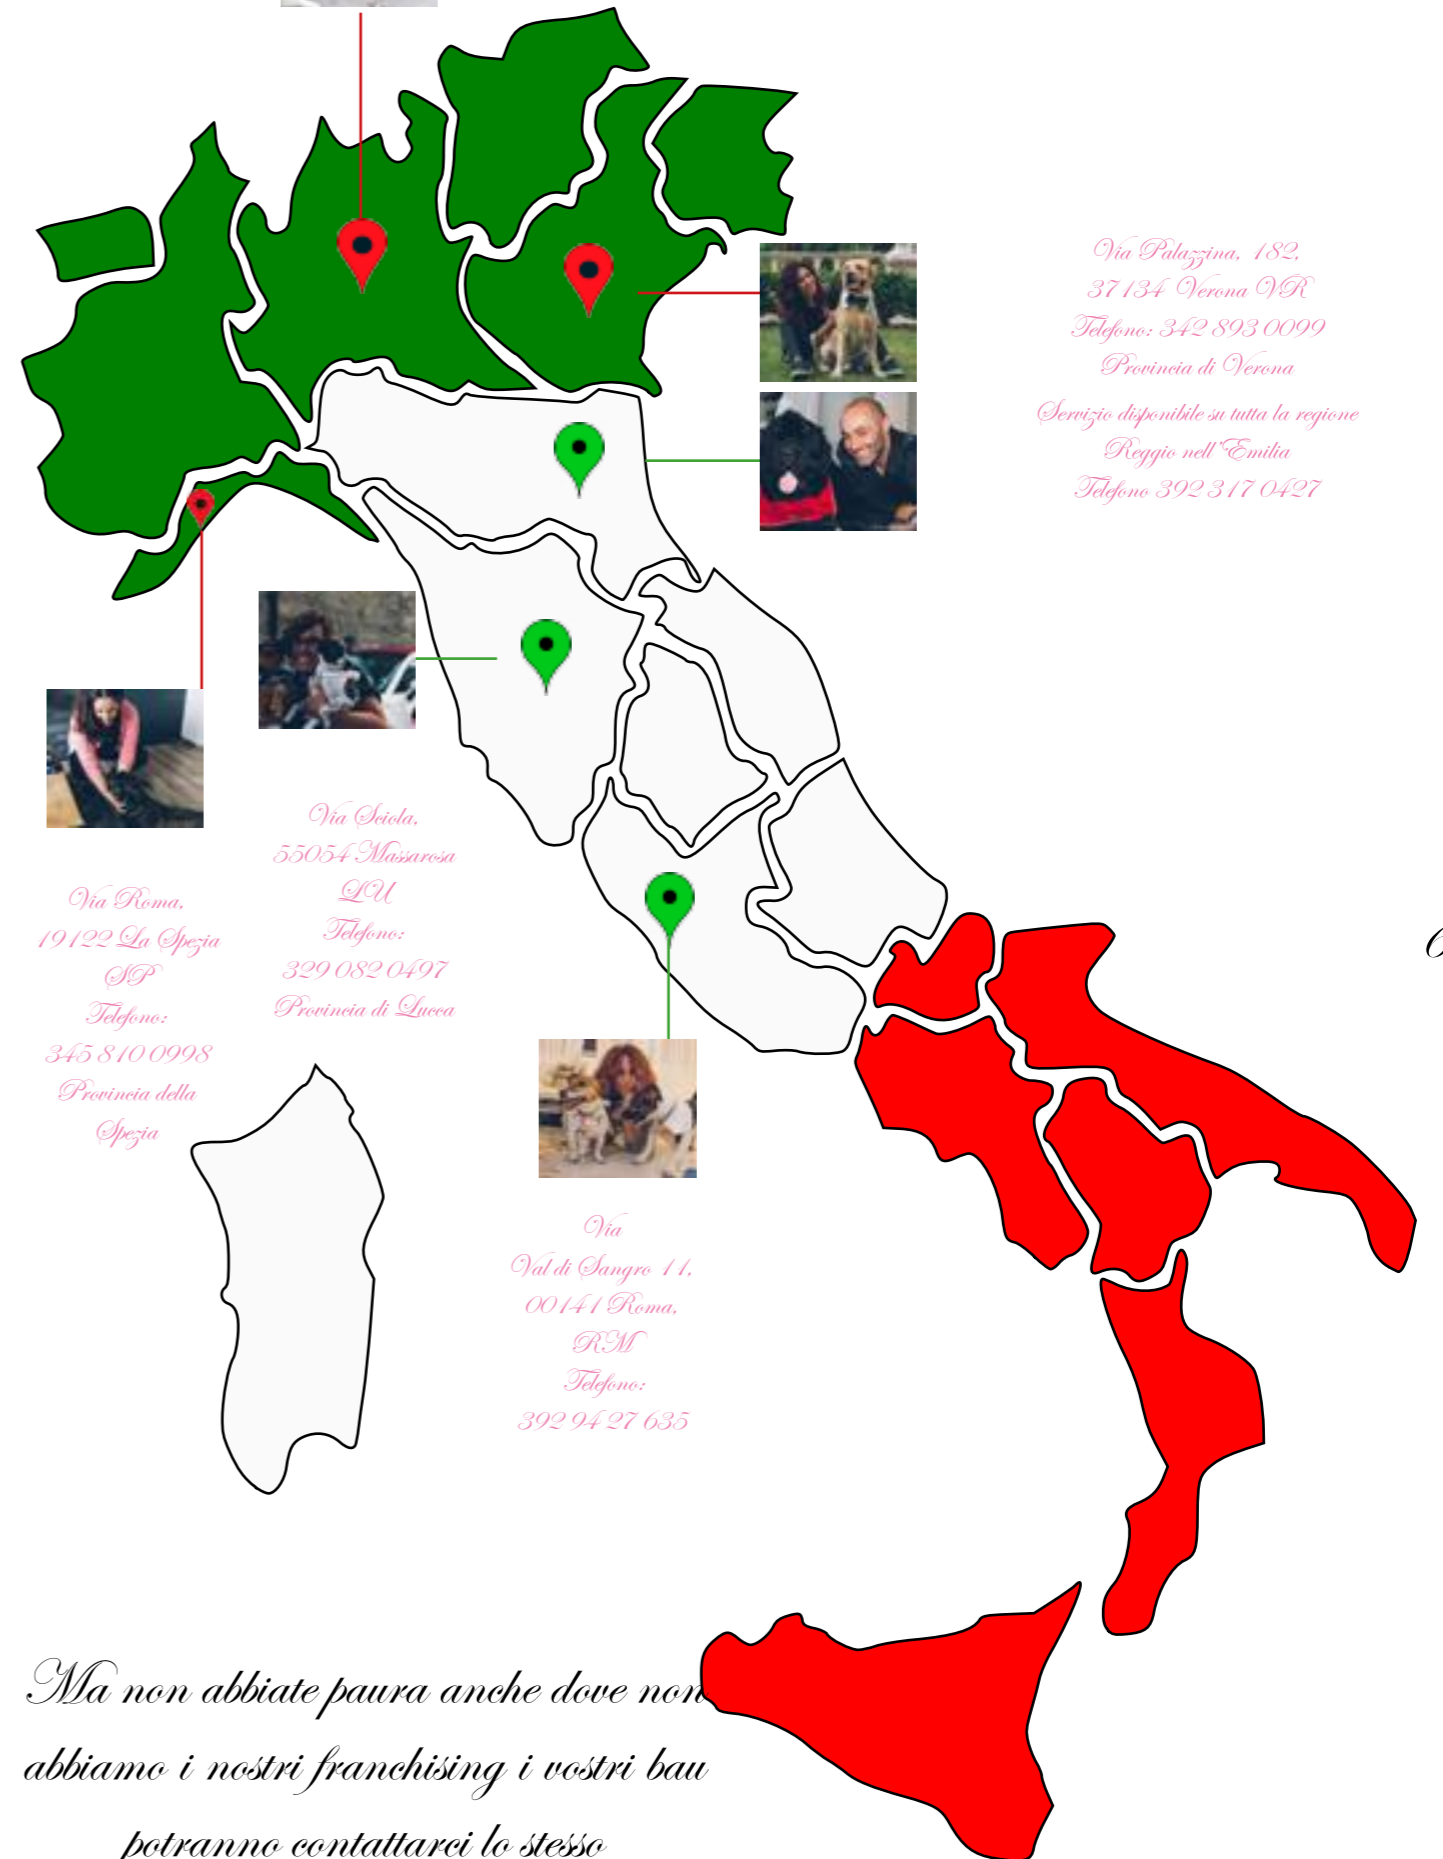 Via Palazzina, 182,
37134 Verona VR
Telefono: 342 893 0099
Provincia di Verona
Servizio disponibile su tutta la regione
Reggio nell'Emilia
Telefono 392 317 0427
Via Sciola,
55054 Massarosa
LU
Telefono:
329 082 0497
Provincia di Lucca
Via Roma,
19122 La Spezia
SP
Telefono:
345 810 0998
Provincia della
Spezia
Via
Val di Sangro 11,
00141 Roma,
RM
Telefono:
392 94 27 635
Ma non abbiate paura anche dove non
abbiamo i nostri franchising i vostri bau
potranno contattarci lo stesso